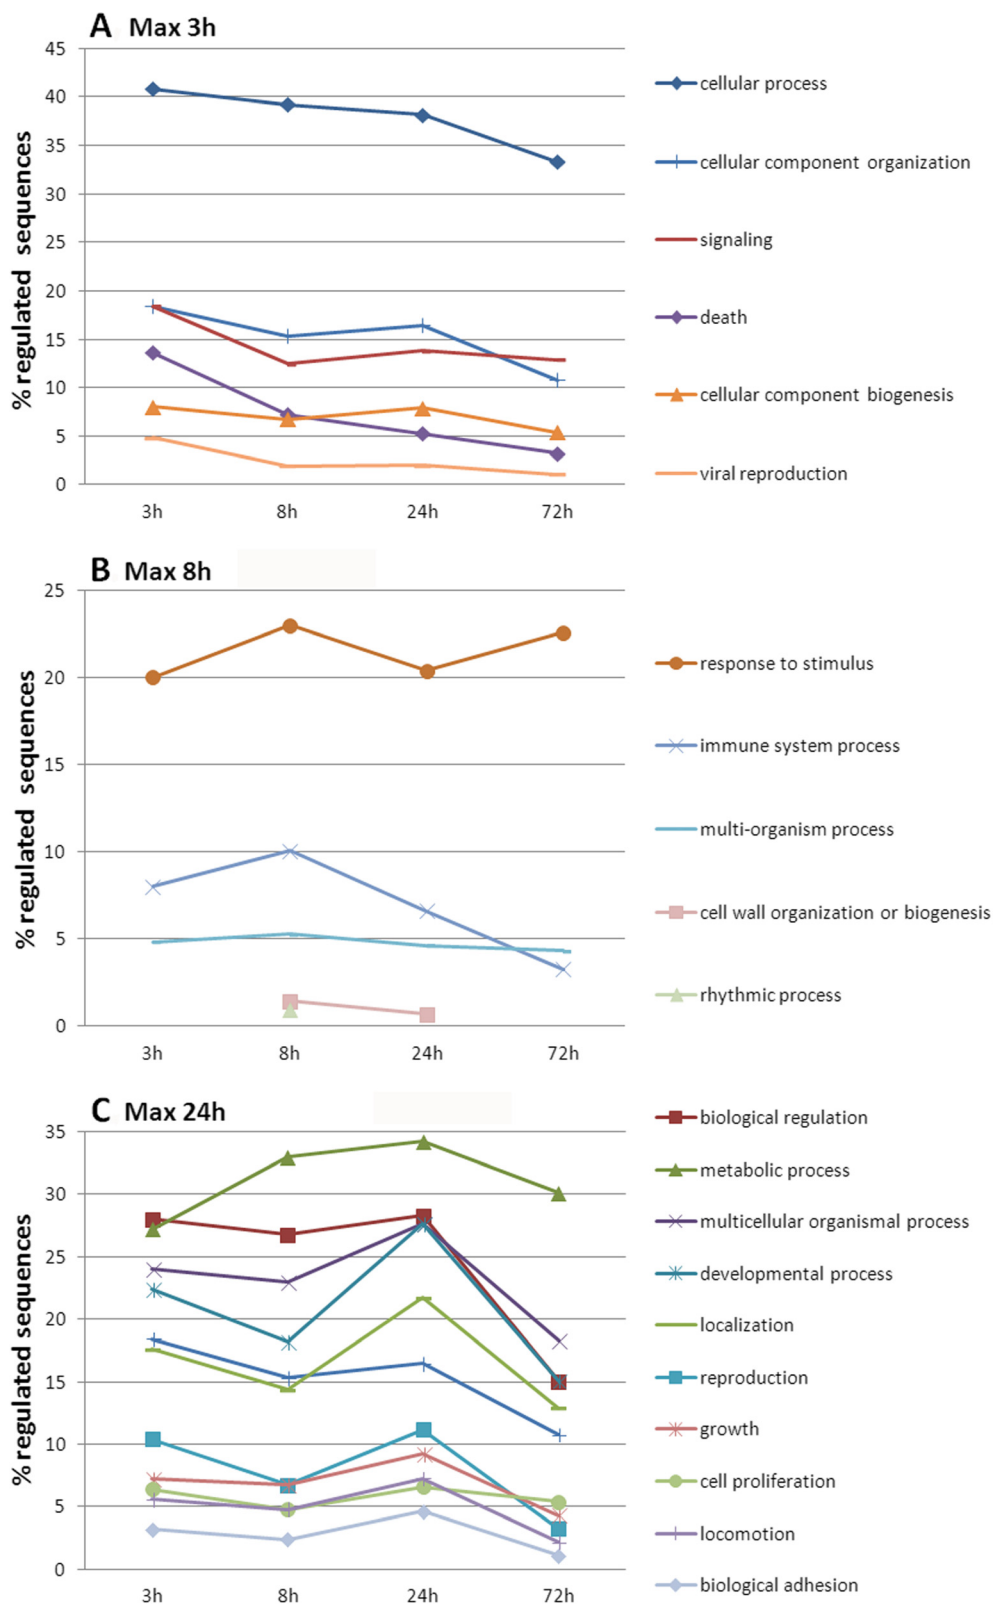 A Max 3h
% regulated sequences
45
40
35
30
25
20
15
10
5
0
3h 8h 24h 72h
cellular process
cellular component organization
signaling
death
cellular component biogenesis
viral reproduction
B Max 8h
% regulated sequences
25
20
15
10
5
0
3h 8h 24h 72h
response to stimulus
immune system process
multi-organism process
cell wall organization or biogenesis
rhythmic process
C Max 24h
% regulated sequences
35
30
25
20
15
10
5
0
3h 8h 24h 72h
biological regulation
metabolic process
multicellular organismal process
developmental process
localization
reproduction
growth
cell proliferation
locomotion
biological adhesion